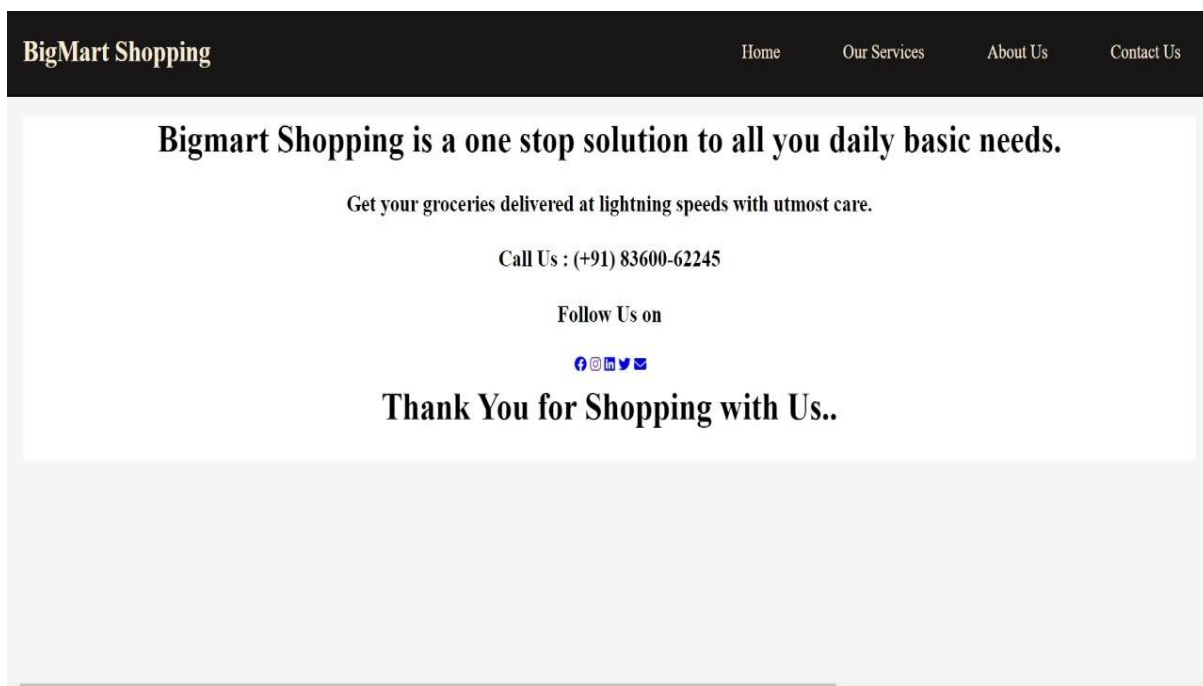 BigMart Shopping
Home Our Services About Us Contact Us
Bigmart Shopping is a one stop solution to all you daily basic needs.
Get your groceries delivered at lightning speeds with utmost care.
Call Us : (+91) 83600-62245
Follow Us on
Thank You for Shopping with Us..